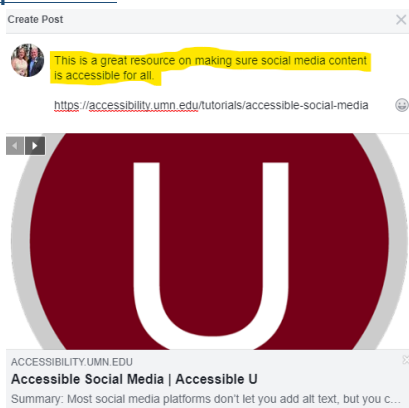 Create Post
This is a great resource on making sure social media content
is accessible for all.
https://accessibility.umn.edu/tutorials/accessible-social-media
U
ACCESSIBILITY.UMN.EDU
Accessible Social Media | Accessible U
Summary: Most social media platforms don't let you add alt text, but you c...